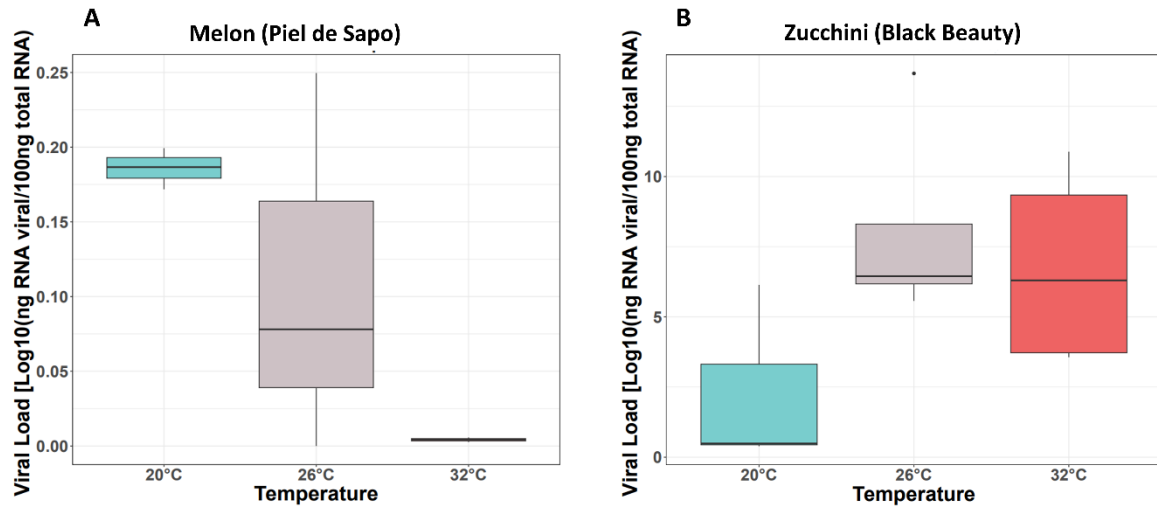 A
Melon (Piel de Sapo)
Viral Load [Log10(ng RNA viral/100ng total RNA)
0.25
0.20
0.15
0.10
0.05
0.00
20°C
26°C
32°C
Temperature
B
Zucchini (Black Beauty)
Viral Load [Log10(ng RNA viral/100ng total RNA)
10
5
0
20°C
26°C
32°C
Temperature